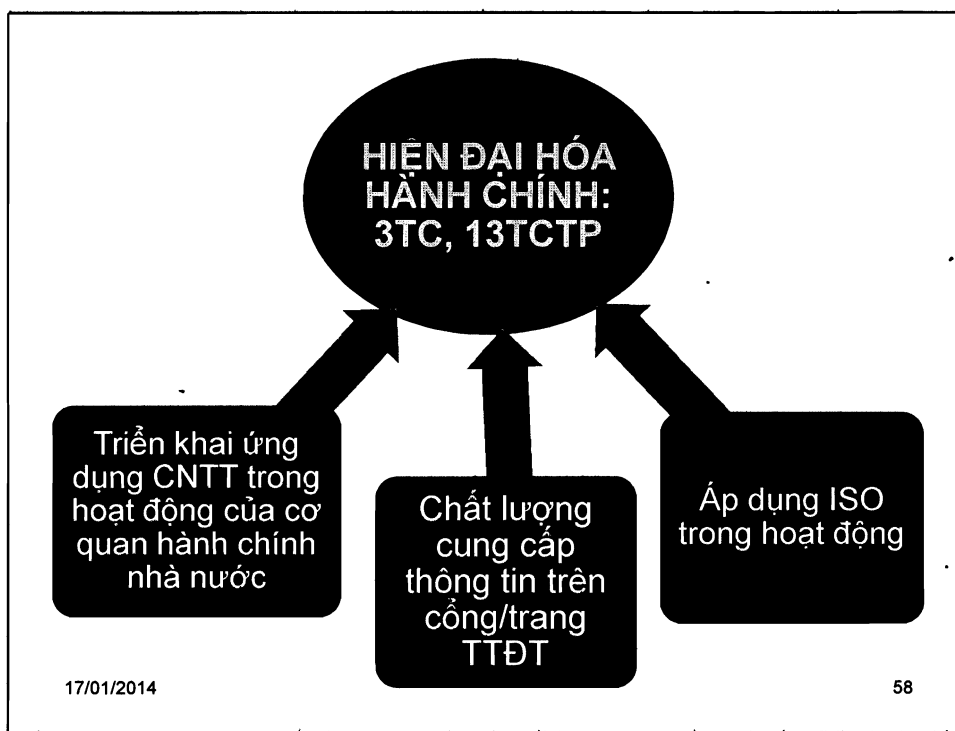 HIỆN ĐẠI HÓA
HÀNH CHÍNH:
3TC, 13TCTP
Triển khai ứng
dụng CNTT trong
hoạt động của cơ
quan hành chính
nhà nước
Chất lượng
cung cấp
thông tin trên
cổng/trang
TTĐT
Áp dụng ISO
trong hoạt động
17/01/2014
58